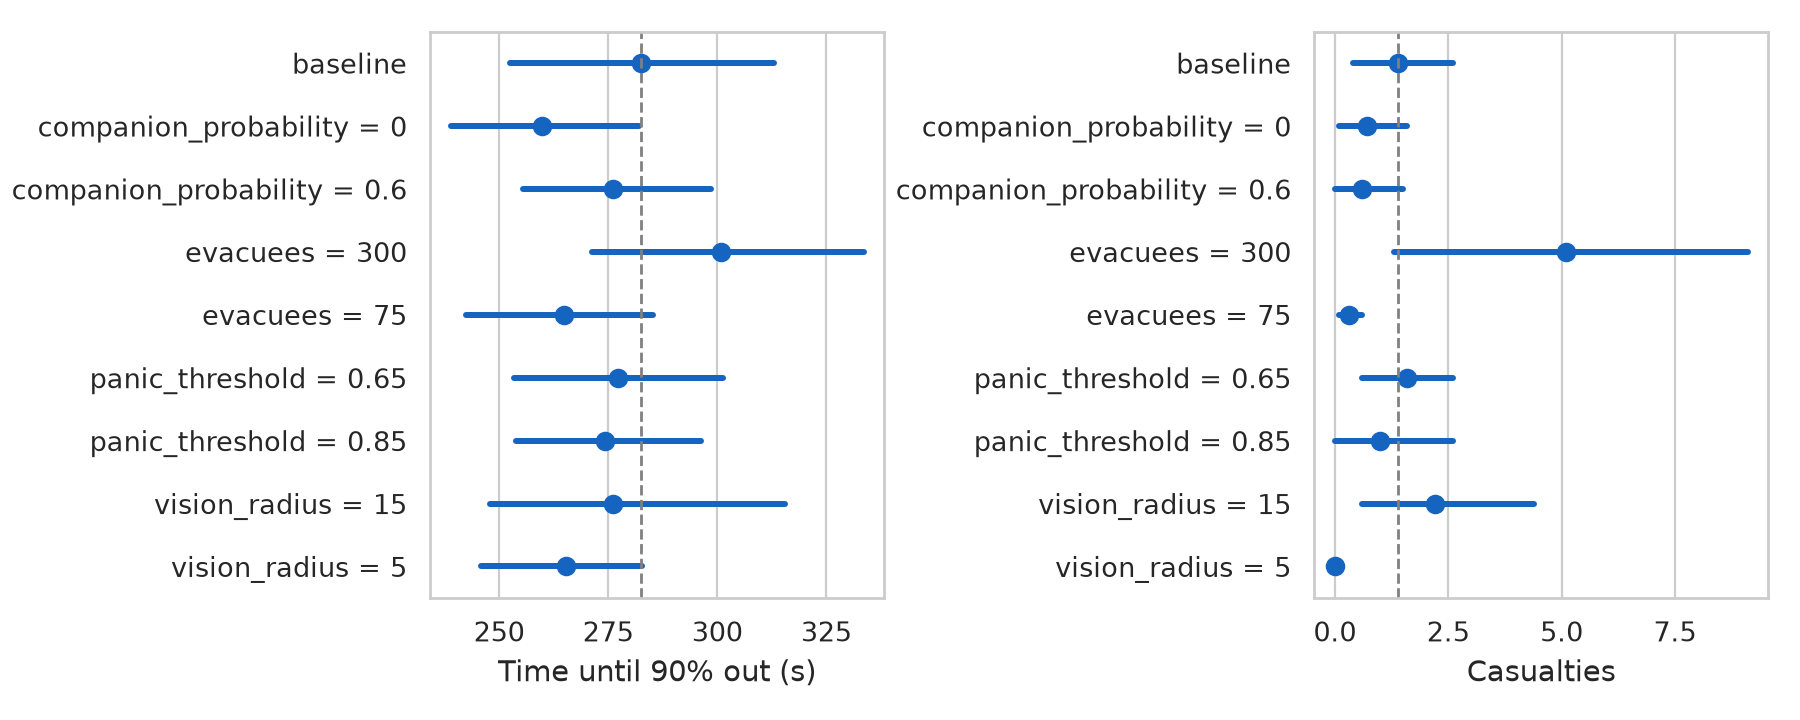 baseline
companion_probability = 0
companion_probability = 0.6
evacuees = 300
evacuees = 75
panic_threshold = 0.65
panic_threshold = 0.85
vision_radius = 15
vision_radius = 5
250 275 300 325
Time until 90% out (s)
baseline
companion_probability = 0
companion_probability = 0.6
evacuees = 300
evacuees = 75
panic_threshold = 0.65
panic_threshold = 0.85
vision_radius = 15
vision_radius = 5
0.0 2.5 5.0 7.5
Casualties